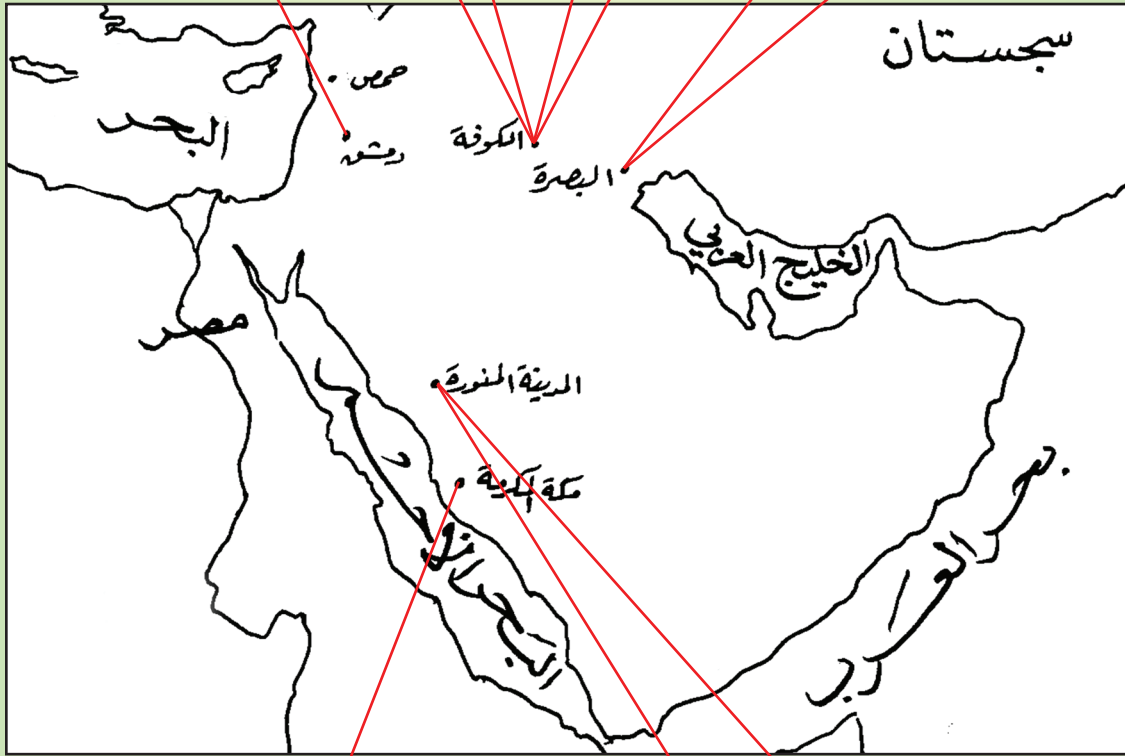 سجستان
حمص
البحر
دمشق
الكوفة
البصرة
الخليج العربي
مصر
المدينة المنورة
مكة المكرمة
البحر الأحمر
بحر العرب